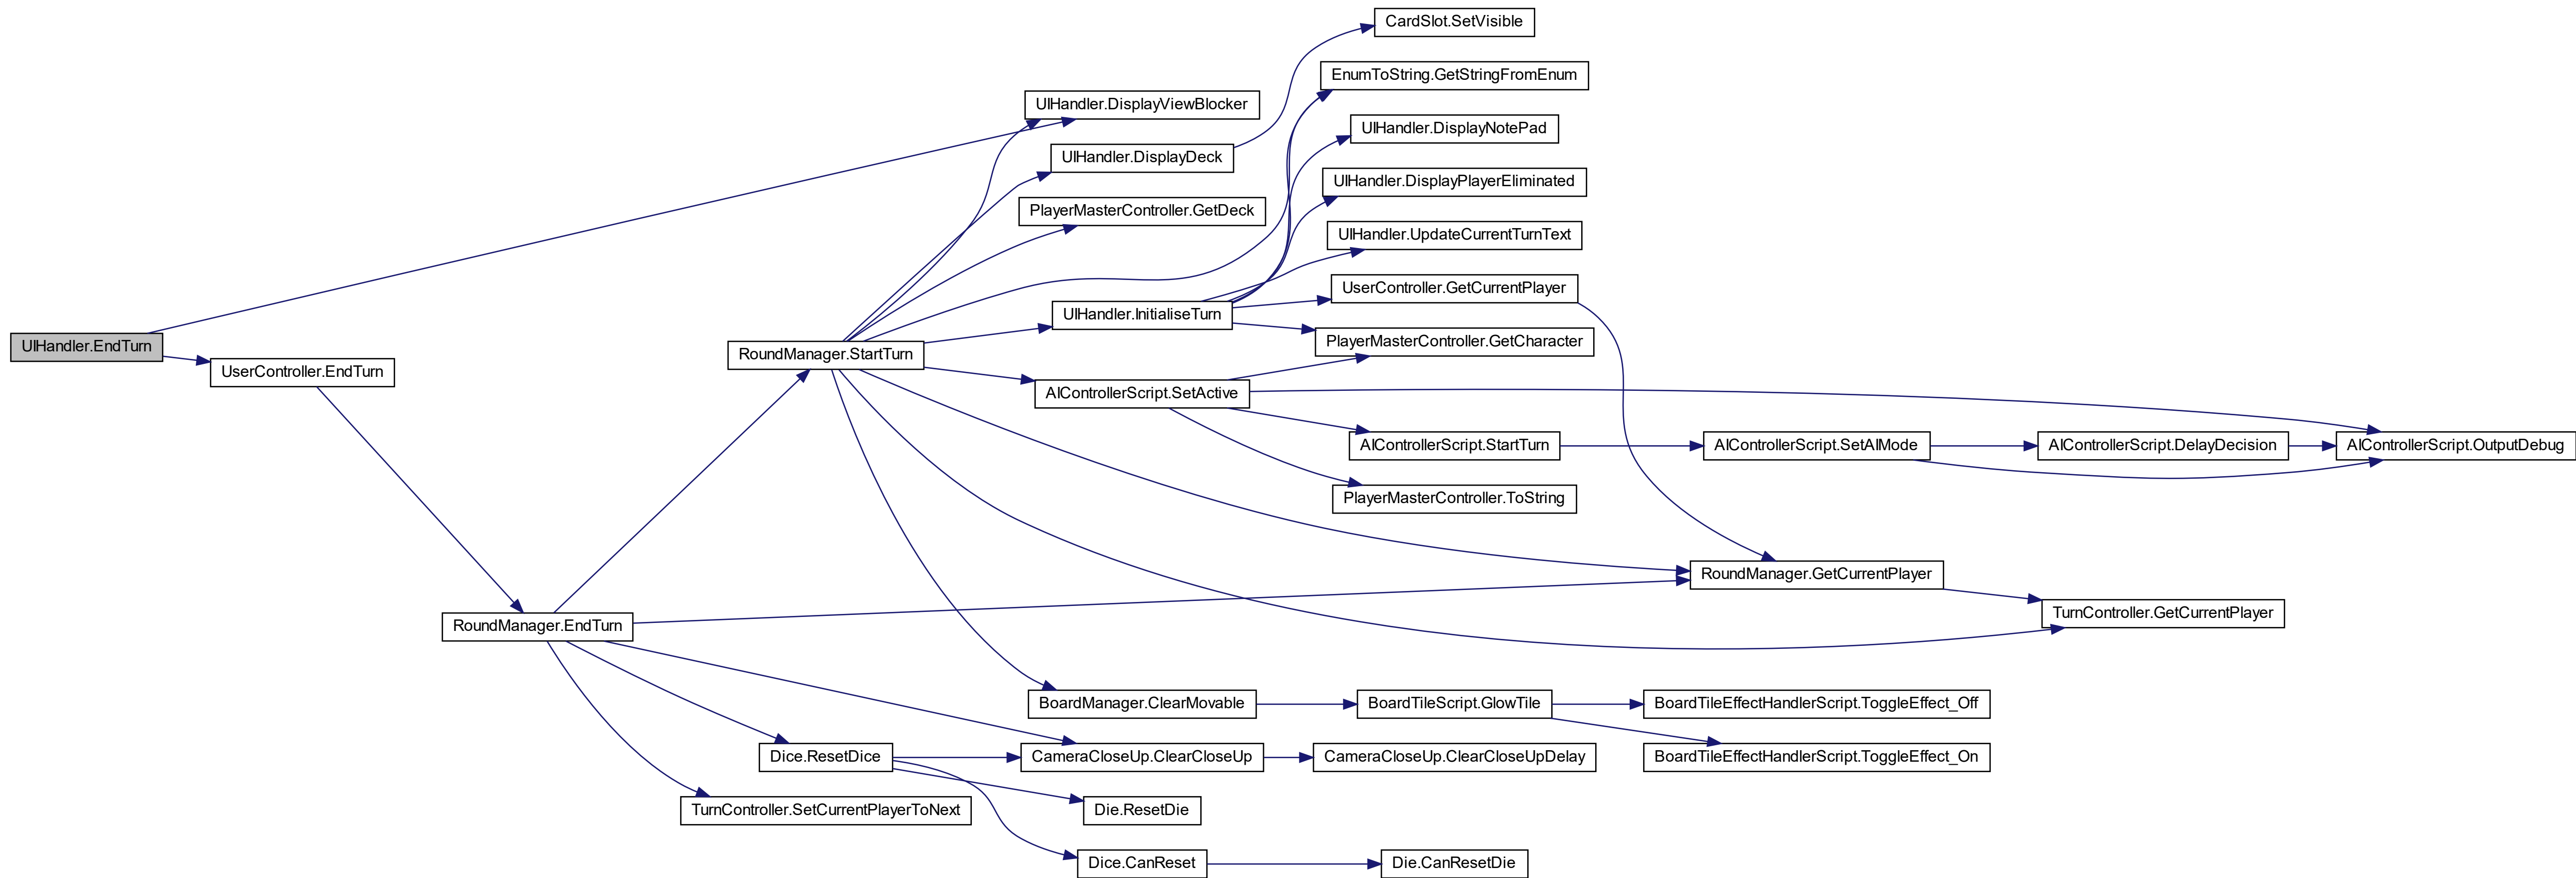 CardSlot.SetVisible
EnumToString.GetStringFromEnum
UIHandler.DisplayViewBlocker
UIHandler.DisplayNotePad
UIHandler.DisplayDeck
UIHandler.DisplayPlayerEliminated
PlayerMasterController.GetDeck
UIHandler.UpdateCurrentTurnText
UserController.GetCurrentPlayer
UIHandler.InitialiseTurn
UIHandler.EndTurn
PlayerMasterController.GetCharacter
RoundManager.StartTurn
UserController.EndTurn
AIControllerScript.SetActive
AIControllerScript.StartTurn
AIControllerScript.SetAIMode
AIControllerScript.DelayDecision
AIControllerScript.OutputDebug
PlayerMasterController.ToString
RoundManager.GetCurrentPlayer
TurnController.GetCurrentPlayer
RoundManager.EndTurn
BoardManager.ClearMovable
BoardTileScript.GlowTile
BoardTileEffectHandlerScript.ToggleEffect_Off
Dice.ResetDice
CameraCloseUp.ClearCloseUp
CameraCloseUp.ClearCloseUpDelay
BoardTileEffectHandlerScript.ToggleEffect_On
TurnController.SetCurrentPlayerToNext
Die.ResetDie
Dice.CanReset
Die.CanResetDie